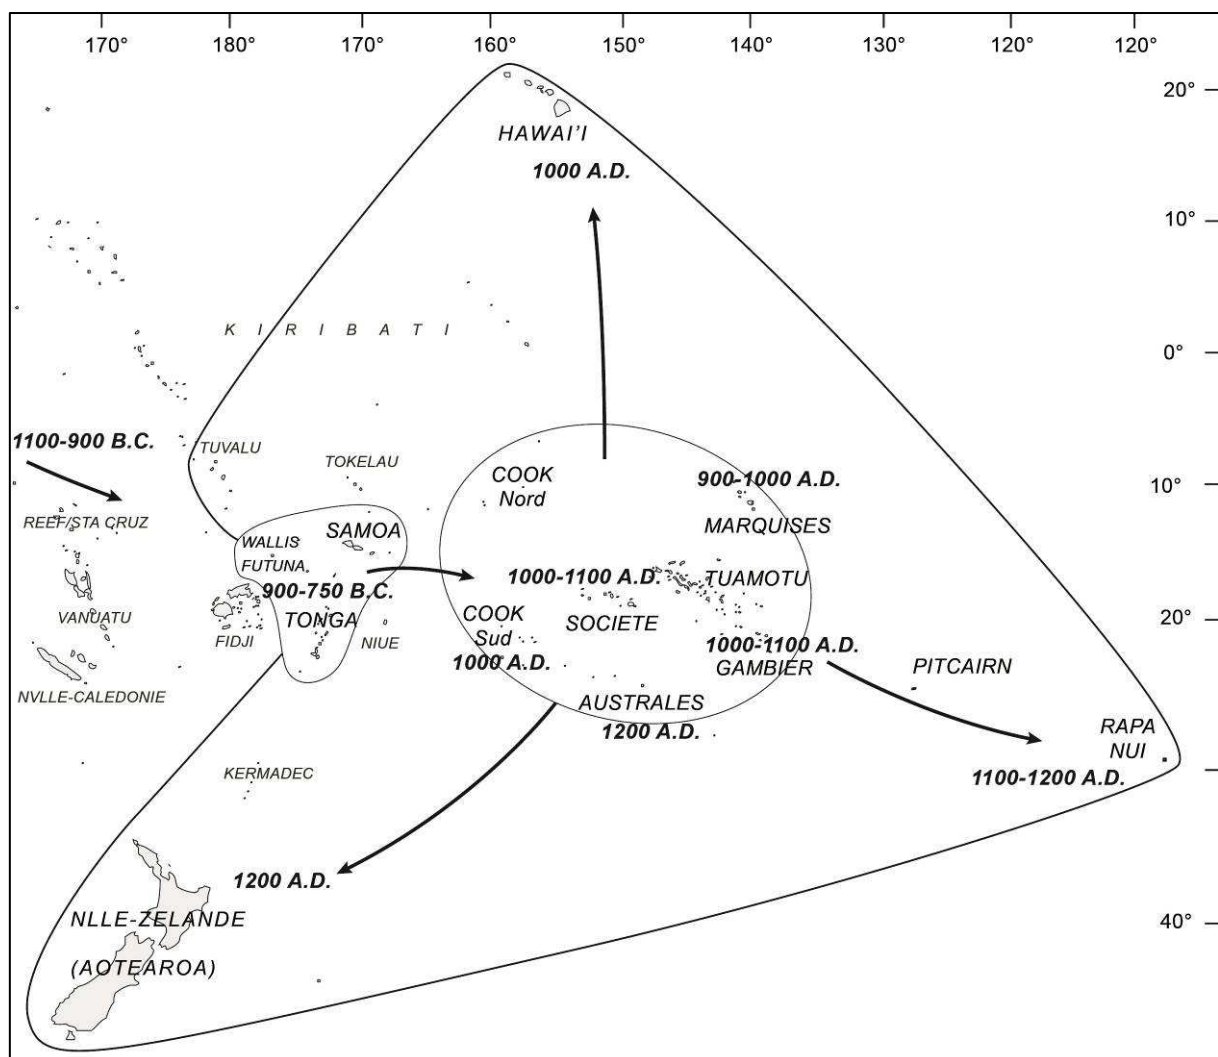 170° 180° 170° 160° 150° 140° 130° 120° 120°
20°
HAWAI'I
1000 A.D.
10°
K I R I B A T I
0°
1100-900 B.C.
TUVALU
TOKELAU
COOK
Nord
900-1000 A.D.
10°
REEF/STA CRUZ
MARQUISES
SAMOA
WALLIS
FUTUNA
1000-1100 A.D.
TUAMOTU
900-750 B.C.
VANUATU
TONGA
COOK
Sud
SOCIETE
20°
FIDJI
NIUE
1000-1100 A.D.
1000 A.D.
GAMBIER
PITCAIRN
NVLLE-CALEDONIE
AUSTRALES
1200 A.D.
RAPA
NUI
KERMADEC
1100-1200 A.D.
1200 A.D.
NLLE-ZELANDE
(AOTEAROA)
40°